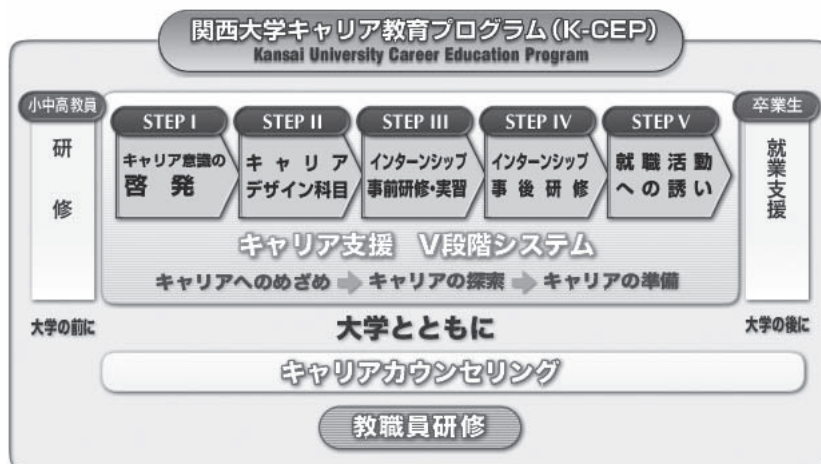 関西大学キャリア教育プログラム(K-CEP)
Kansai University Career Education Program
小中高教員
研修
大学の前に
STEP I
キャリア意識の
啓発
STEP II
キャリア
デザイン科目
STEP III
インターンシップ
事前研修・実習
STEP IV
インターンシップ
事後研修
STEP V
就職活動
への誘い
キャリア支援 V段階システム
キャリアへのめざめ → キャリアの探索 → キャリアの準備
大学とともに
卒業生
就業支援
大学の後に
キャリアカウンセリング
教職員研修